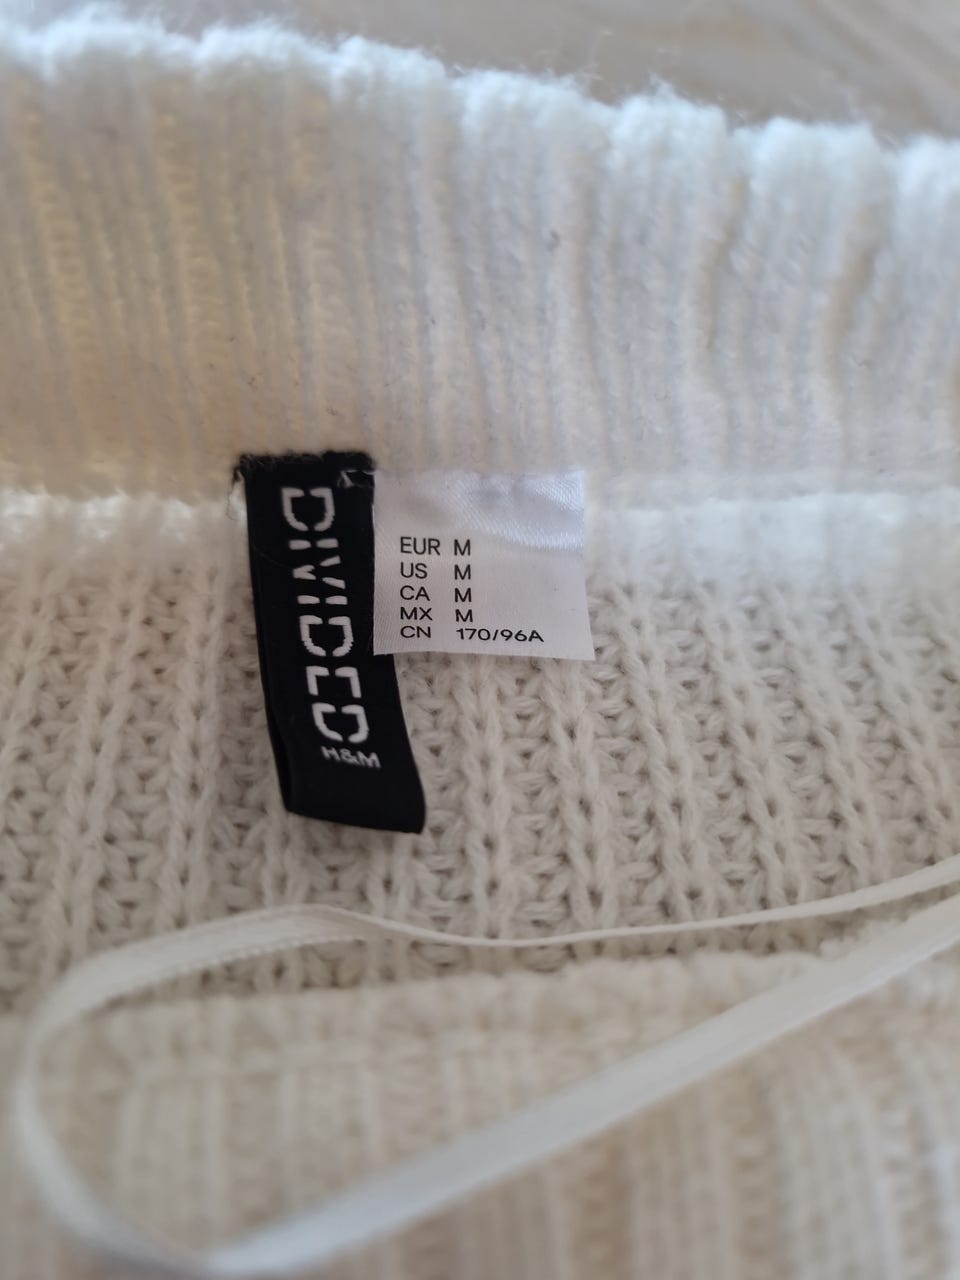 DIVIDED
H&M
EUR M
US M
CA M
MX M
CN 170/96A